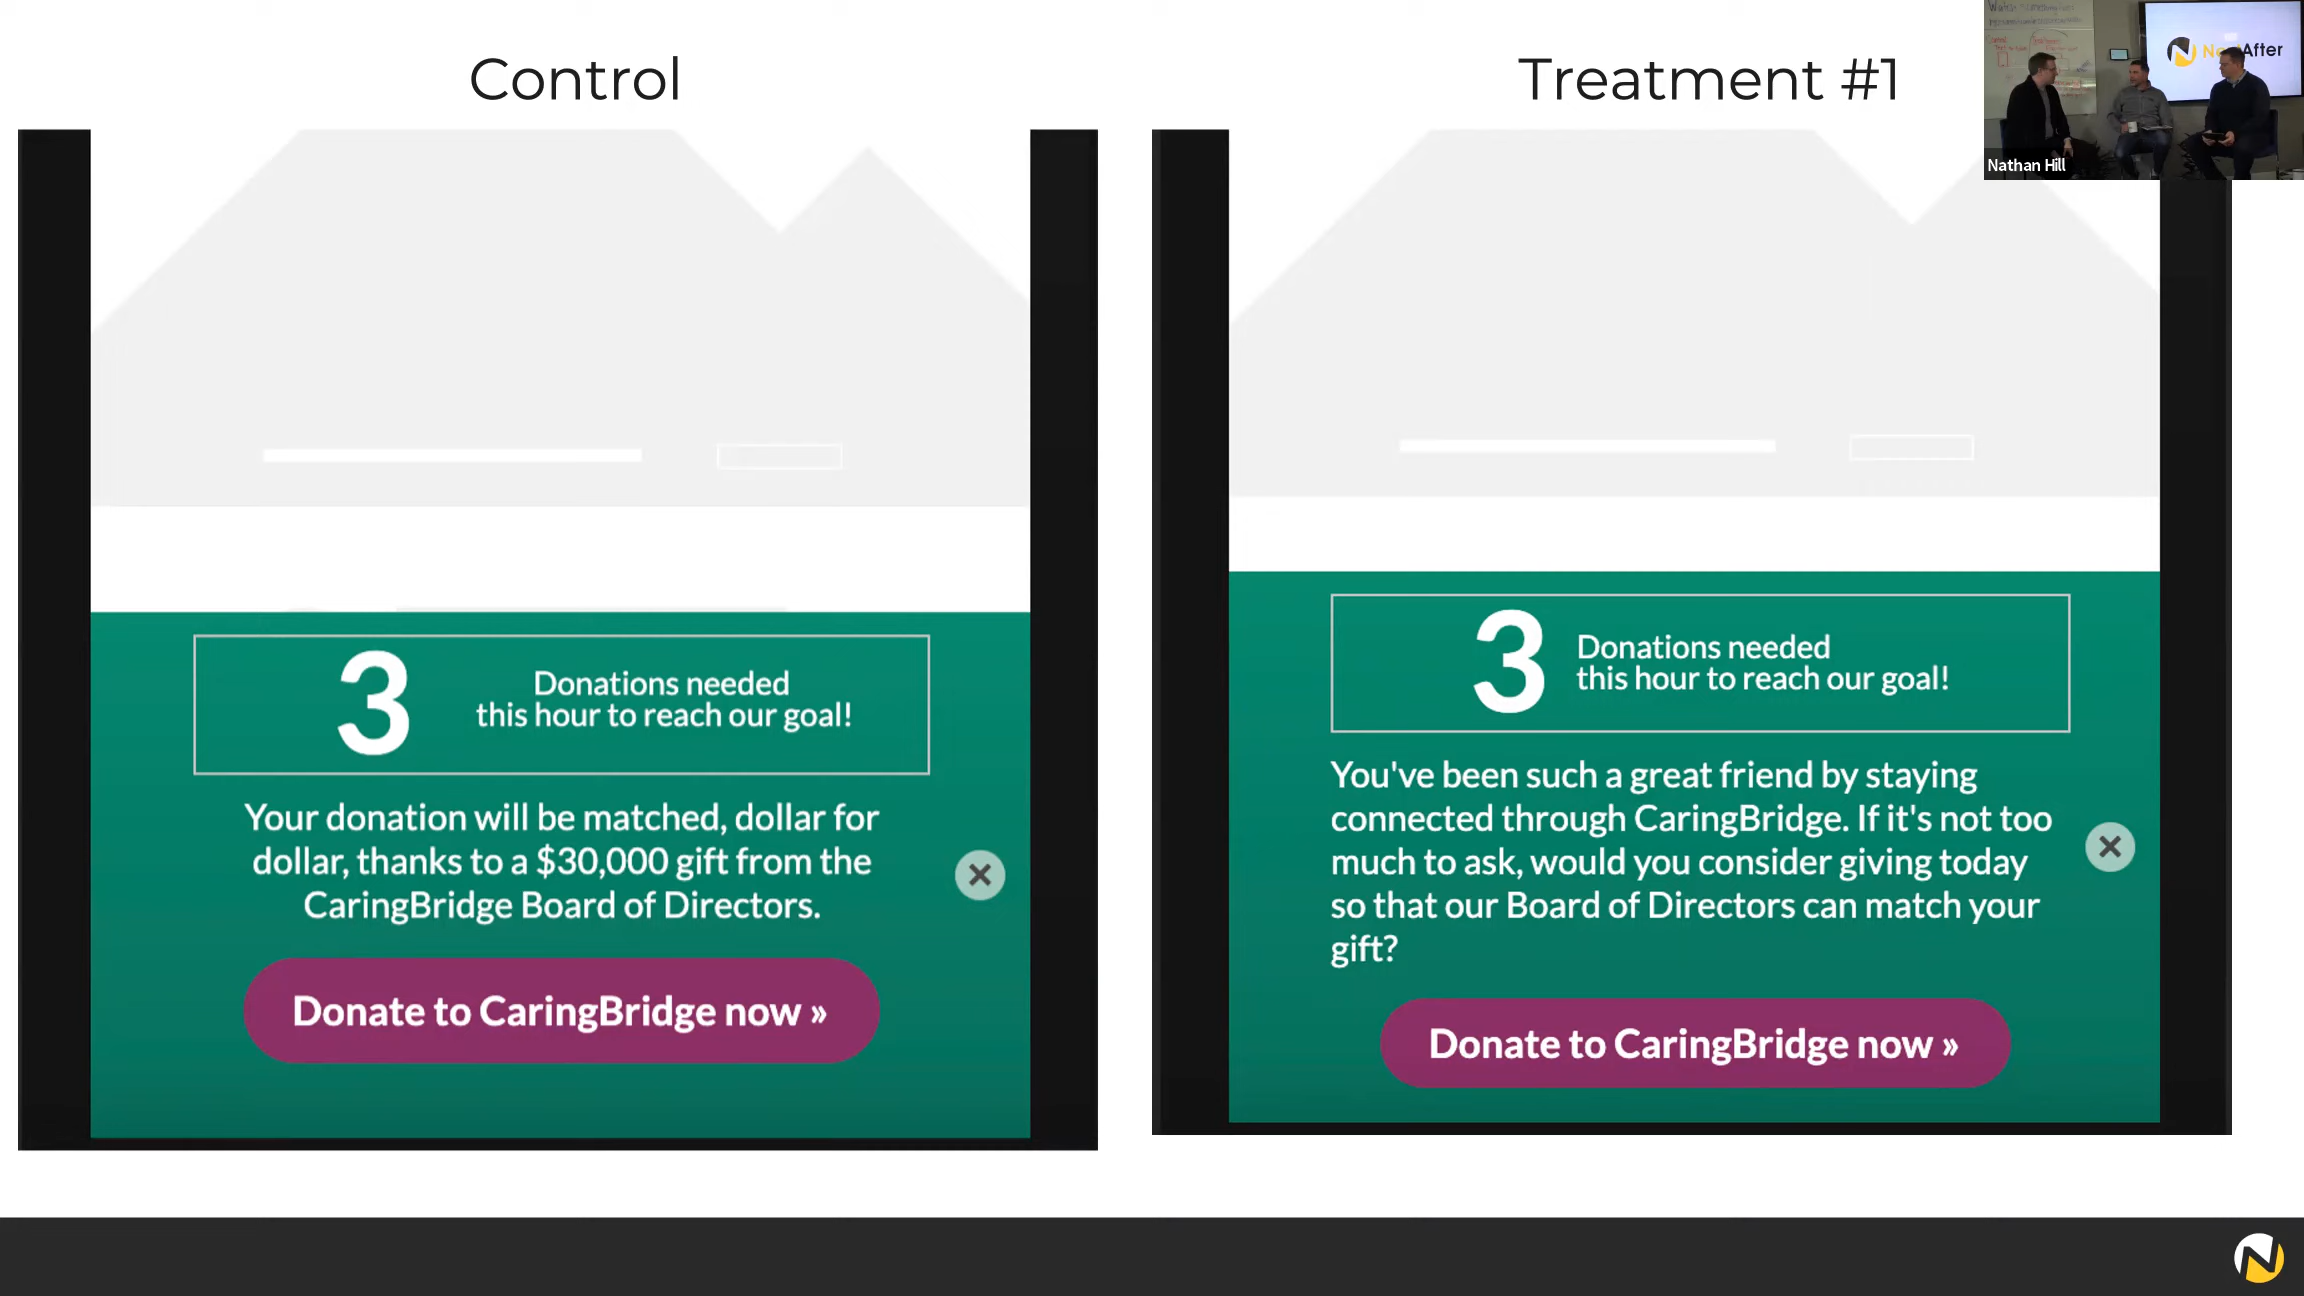 Control
Treatment #1
After
Nathan Hill
3
Donations needed
this hour to reach our goal!
Your donation will be matched, dollar for
dollar, thanks to a $30,000 gift from the
CaringBridge Board of Directors.
Donate to CaringBridge now »
3
Donations needed
this hour to reach our goal!
You've been such a great friend by staying
connected through CaringBridge. If it's not too
much to ask, would you consider giving today
so that our Board of Directors can match your
gift?
Donate to CaringBridge now »